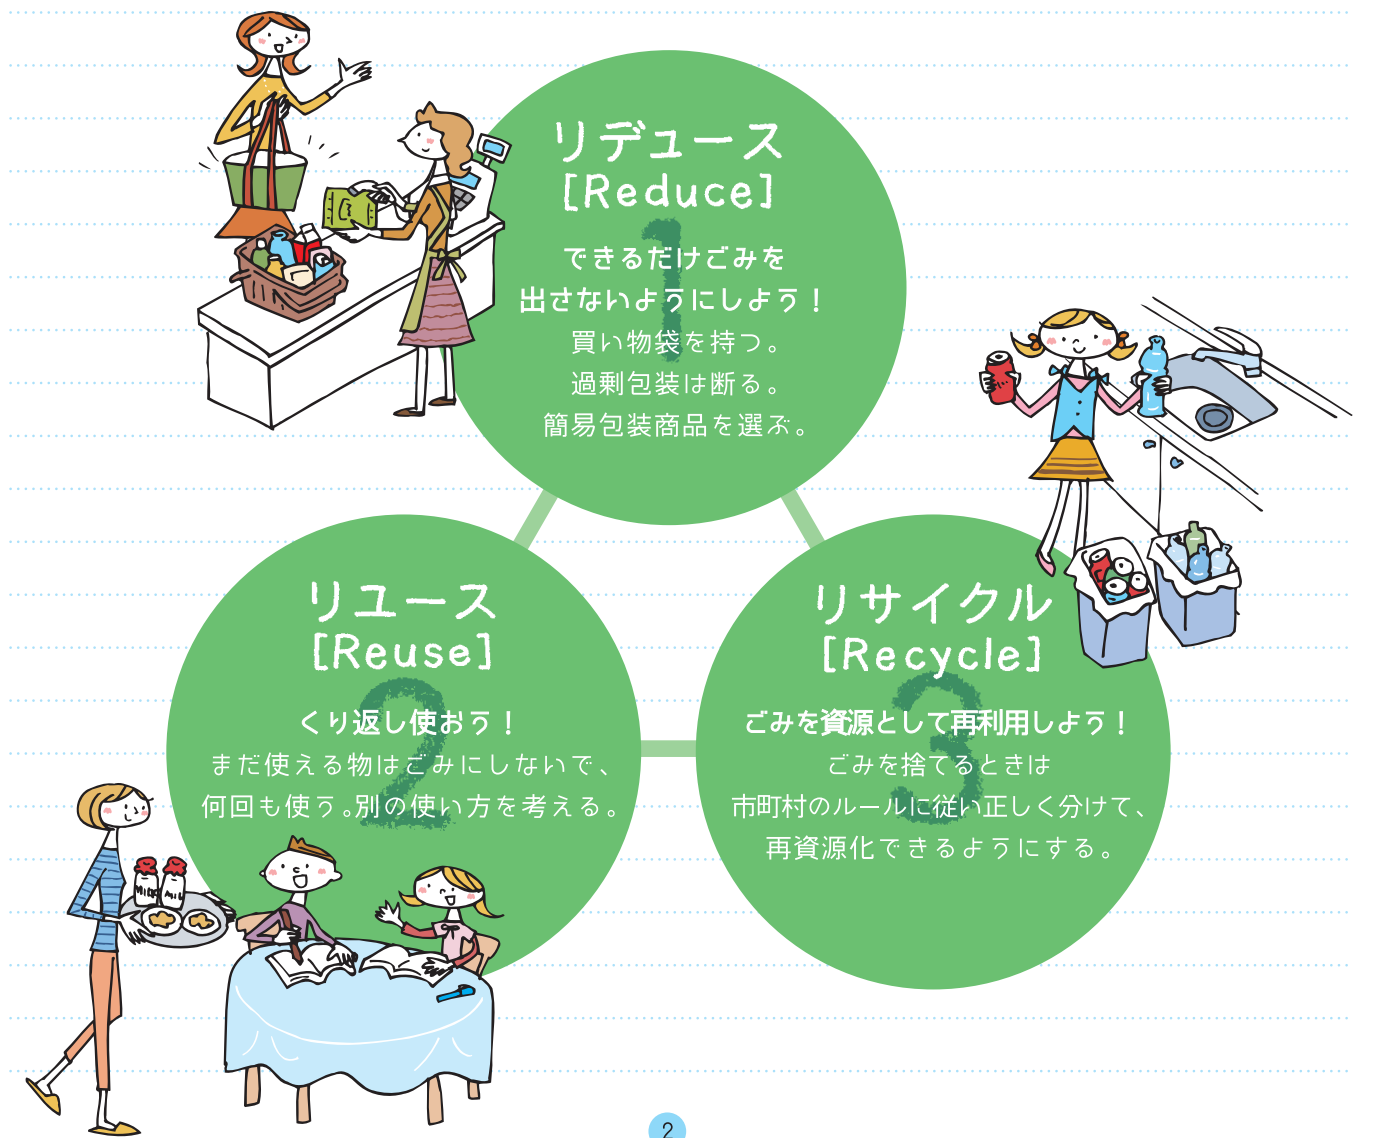 リデュース
[Reduce]
1
できるだけごみを
出さないようにしよう！
買い物袋を持つ。
過剰包装は断る。
簡易包装商品を選ぶ。
リユース
[Reuse]
2
くり返し使おう！
まだ使える物はごみにしないで、
何回も使う。別の使い方を考える。
リサイクル
[Recycle]
3
ごみを資源として再利用しよう！
ごみを捨てるときは
市町村のルールに従い正しく分けて、
再資源化できるようにする。
MILK
MIL
2